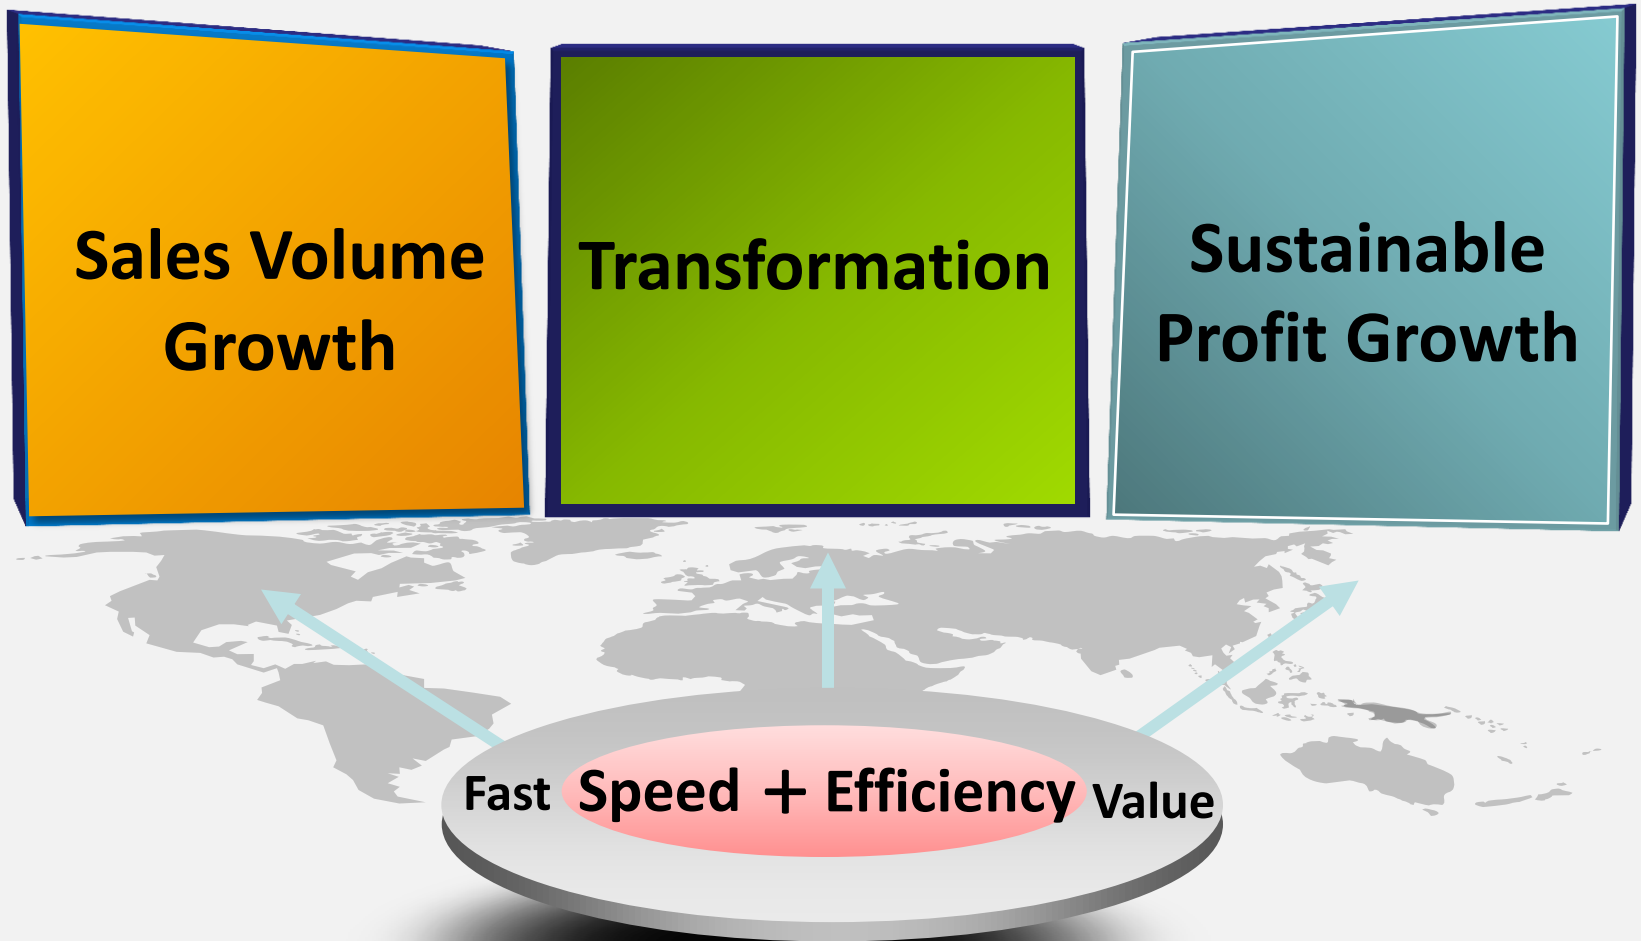 Sales Volume
Growth
Transformation
Sustainable
Profit Growth
Fast
Speed + Efficiency
Value